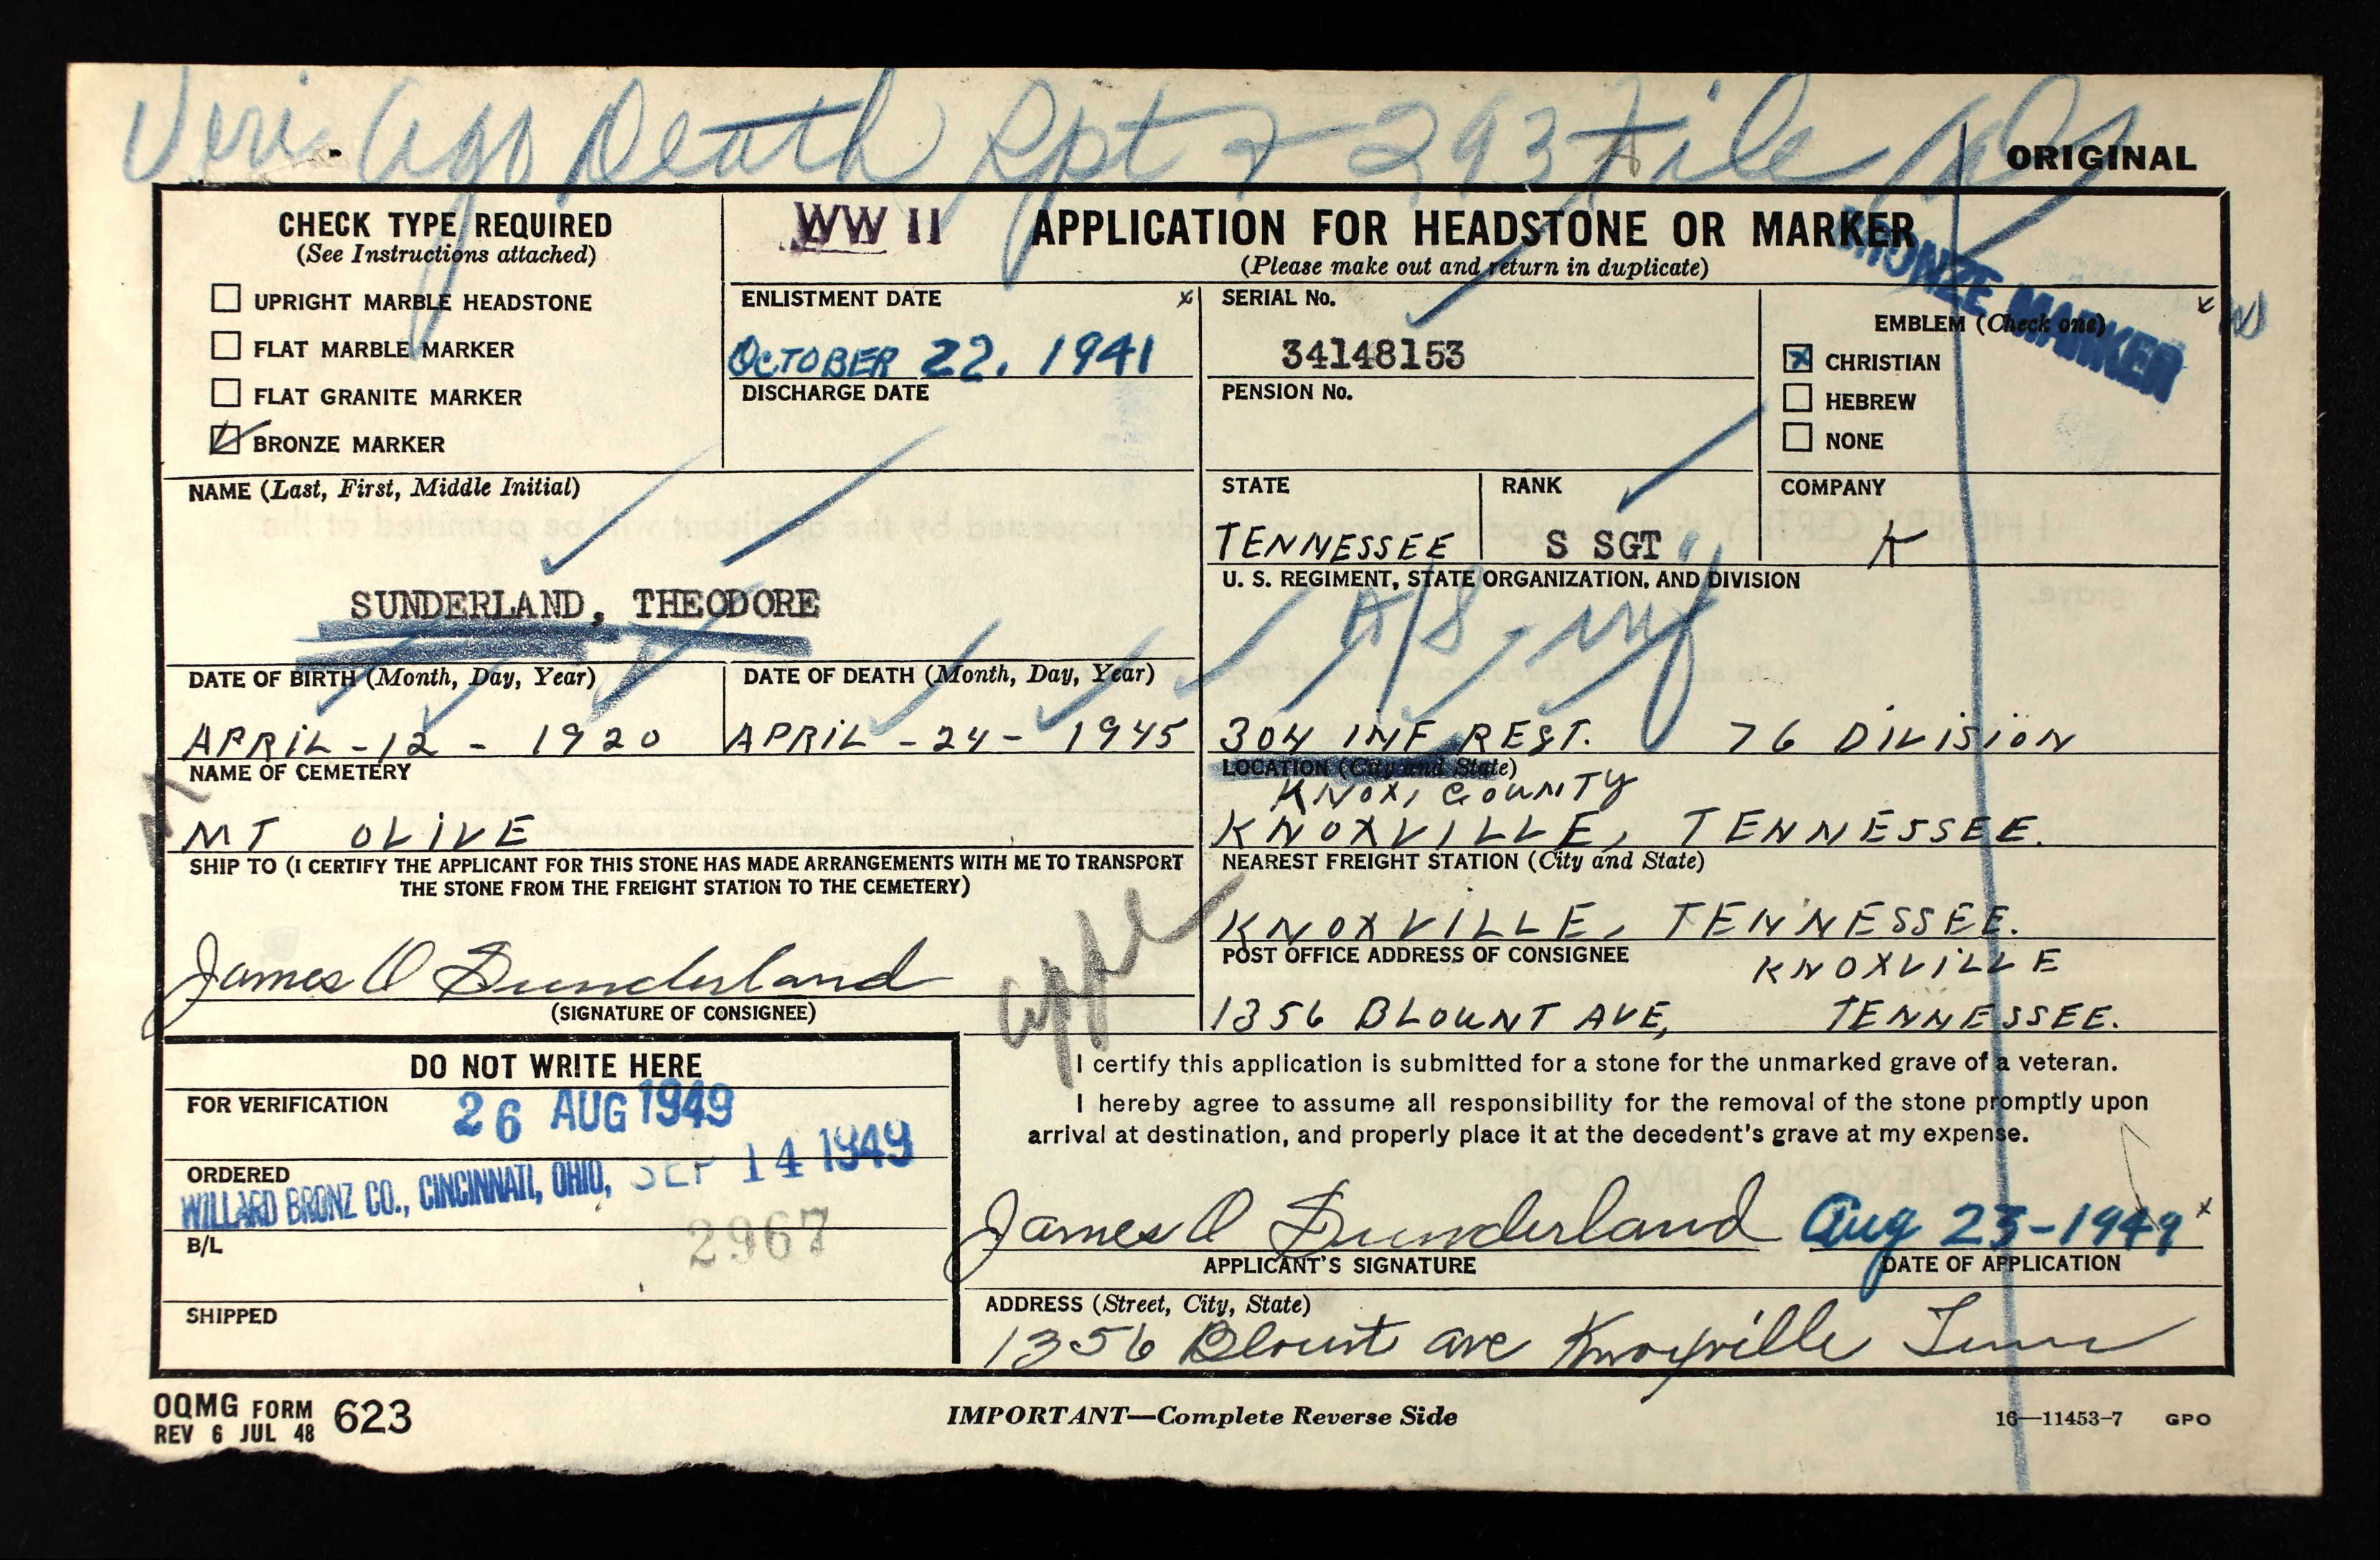 Veri. Ago Death Rpt & 293 File
ORIGINAL
CHECK TYPE REQUIRED
(See Instructions attached)
UPRIGHT MARBLE HEADSTONE
FLAT MARBLE MARKER
FLAT GRANITE MARKER
BRONZE MARKER
WW II
APPLICATION FOR HEADSTONE OR MARKER
(Please make out and return in duplicate)
BRONZE MARKER
ENLISTMENT DATE
OCTOBER 22, 1941
DISCHARGE DATE
SERIAL No.
34148153
PENSION No.
EMBLEM (Check one)
CHRISTIAN
HEBREW
NONE
NAME (Last, First, Middle Initial)
SUNDERLAND, THEODORE
STATE
TENNESSEE
RANK
S SGT
COMPANY
K
U. S. REGIMENT, STATE ORGANIZATION, AND DIVISION
304 INF REGT. 76 DIVISION
DATE OF BIRTH (Month, Day, Year)
APRIL - 12 - 1920
DATE OF DEATH (Month, Day, Year)
APRIL - 24 - 1945
NAME OF CEMETERY
MT OLIVE
LOCATION (City and State)
KNOX, COUNTY
KNOXVILLE, TENNESSEE.
SHIP TO (I CERTIFY THE APPLICANT FOR THIS STONE HAS MADE ARRANGEMENTS WITH ME TO TRANSPORT
THE STONE FROM THE FREIGHT STATION TO THE CEMETERY)
James O Sunderland
(SIGNATURE OF CONSIGNEE)
NEAREST FREIGHT STATION (City and State)
KNOXVILLE, TENNESSEE.
POST OFFICE ADDRESS OF CONSIGNEE
KNOXVILLE
1356 BLOUNT AVE, TENNESSEE.
DO NOT WRITE HERE
FOR VERIFICATION
26 AUG 1949
ORDERED
WILLARD BRONZ CO., CINCINNATI, OHIO, SEP 14 1949
B/L
2967
SHIPPED
I certify this application is submitted for a stone for the unmarked grave of a veteran.
I hereby agree to assume all responsibility for the removal of the stone promptly upon
arrival at destination, and properly place it at the decedent's grave at my expense.
James O Sunderland Aug 23-1949
APPLICANT'S SIGNATURE
DATE OF APPLICATION
ADDRESS (Street, City, State)
1356 Blount ave Knoxville Tenn
OQMG FORM 623
REV 6 JUL 48
IMPORTANT—Complete Reverse Side
16—11453-7 GPO